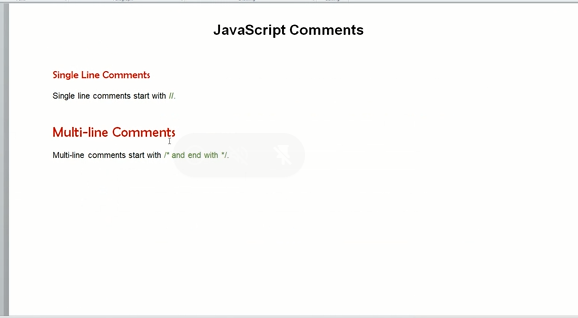 JavaScript Comments
Single Line Comments
Single line comments start with //.
Multi-line Comments
Multi-line comments start with /* and end with */.